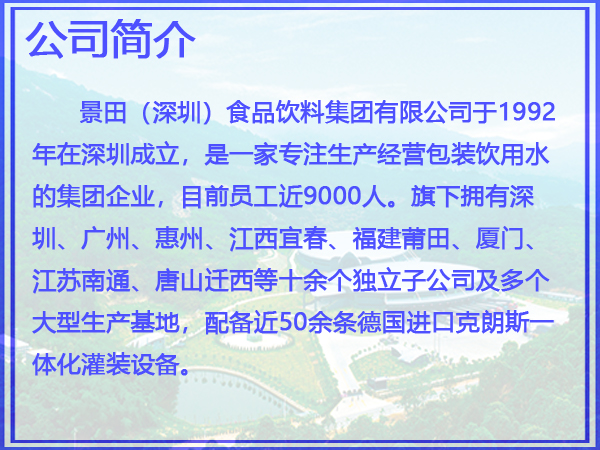 公司简介
景田（深圳）食品饮料集团有限公司于1992
年在深圳成立，是一家专注生产经营包装饮用水
的集团企业，目前员工近9000人。旗下拥有深
圳、广州、惠州、江西宜春、福建莆田、厦门、
江苏南通、唐山迁西等十余个独立子公司及多个
大型生产基地，配备近50余条德国进口克朗斯一
体化灌装设备。